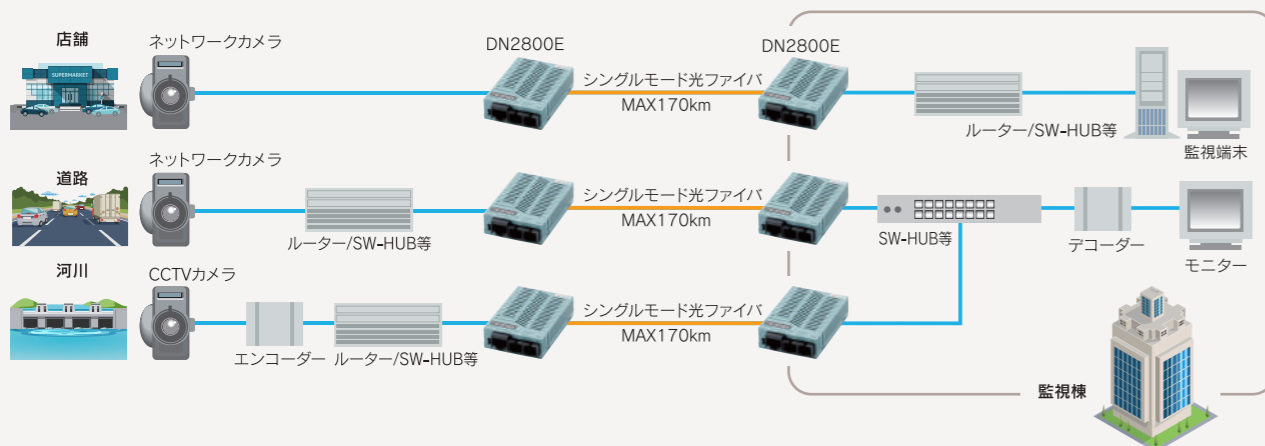 店舗
ネットワークカメラ
DN2800E
DN2800E
SUPERMARKET
シングルモード光ファイバ
MAX170km
ルーター/SW-HUB等
監視端末
道路
ネットワークカメラ
シングルモード光ファイバ
MAX170km
ルーター/SW-HUB等
SW-HUB等
デコーダー
モニター
河川
CCTVカメラ
シングルモード光ファイバ
MAX170km
エンコーダー
ルーター/SW-HUB等
監視棟